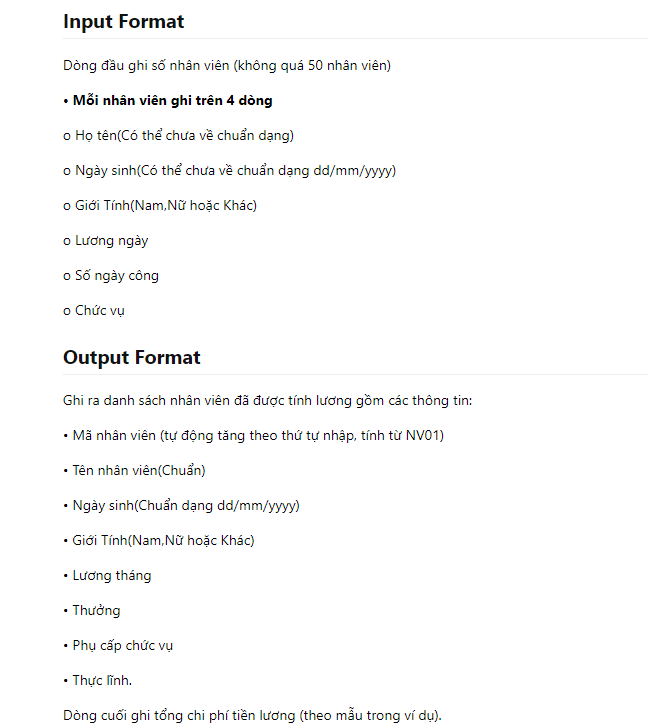 Input Format
Dòng đầu ghi số nhân viên (không quá 50 nhân viên)
• Mỗi nhân viên ghi trên 4 dòng
o Họ tên(Có thể chưa về chuẩn dạng)
o Ngày sinh(Có thể chưa về chuẩn dạng dd/mm/yyyy)
o Giới Tính(Nam,Nữ hoặc Khác)
o Lương ngày
o Số ngày công
o Chức vụ
Output Format
Ghi ra danh sách nhân viên đã được tính lương gồm các thông tin:
• Mã nhân viên (tự động tăng theo thứ tự nhập, tính từ NV01)
• Tên nhân viên(Chuẩn)
• Ngày sinh(Chuẩn dạng dd/mm/yyyy)
• Giới Tính(Nam,Nữ hoặc Khác)
• Lương tháng
• Thưởng
• Phụ cấp chức vụ
• Thực lĩnh.
Dòng cuối ghi tổng chi phí tiền lương (theo mẫu trong ví dụ).